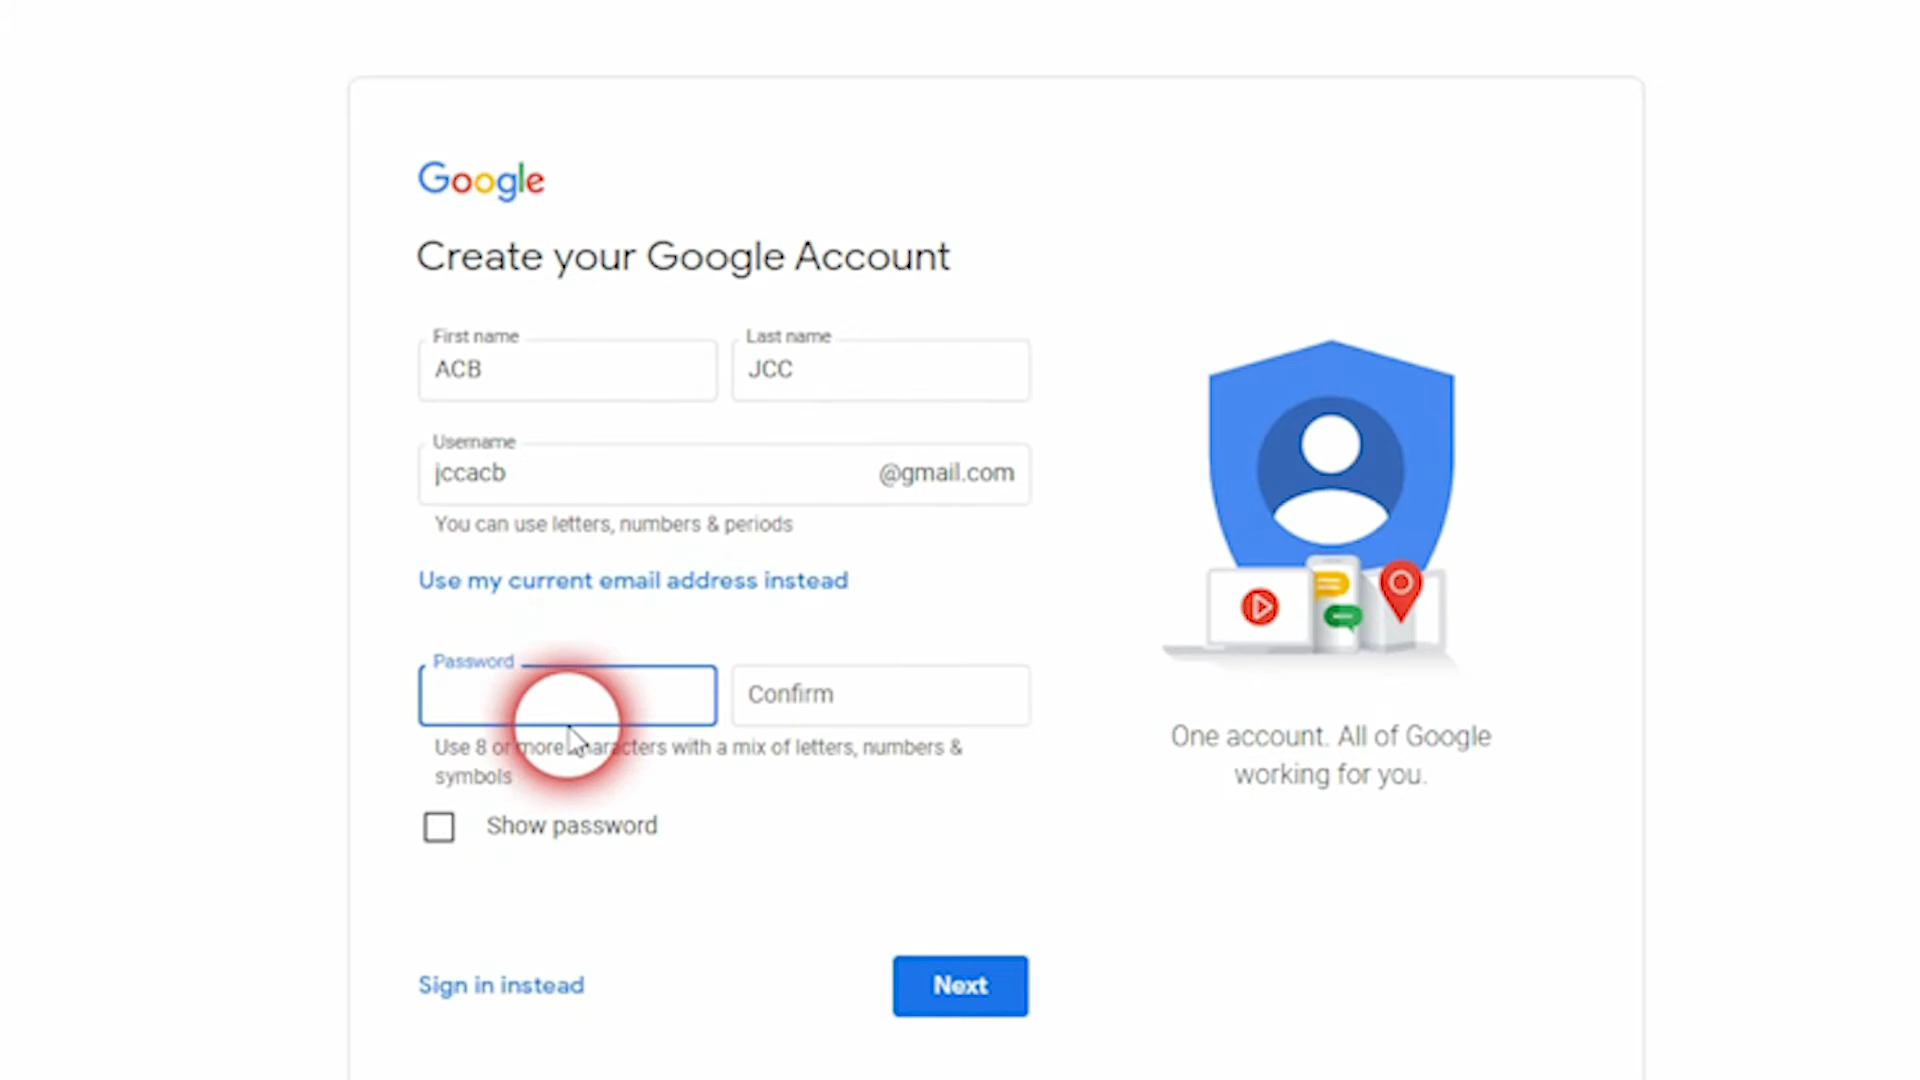 Google
Create your Google Account
First name
Last name
ACB
JCC
Username
jccacb
@gmail.com
You can use letters, numbers & periods
Use my current email address instead
Password
Confirm
Use 8 or more characters with a mix of letters, numbers &
symbols
Show password
One account. All of Google
working for you.
Sign in instead
Next